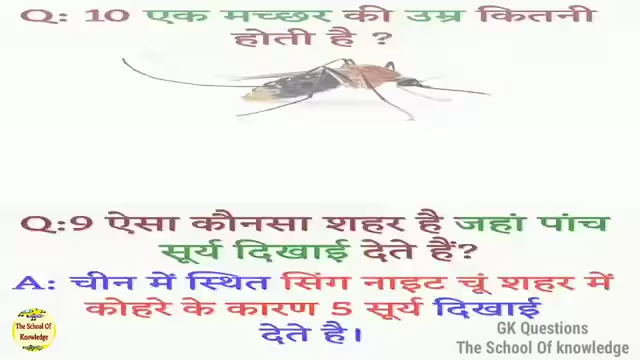 Q: 10 एक मच्छर की उम्र कितनी
होती है ?
Q:9 ऐसा कौनसा शहर है जहां पांच
सूर्य दिखाई देते हैं?
A: चीन में स्थित सिंग नाइट चूं शहर में
कोहरे के कारण 5 सूर्य दिखाई
देते है।
The School Of
Knowledge
GK Questions
The School Of knowledge